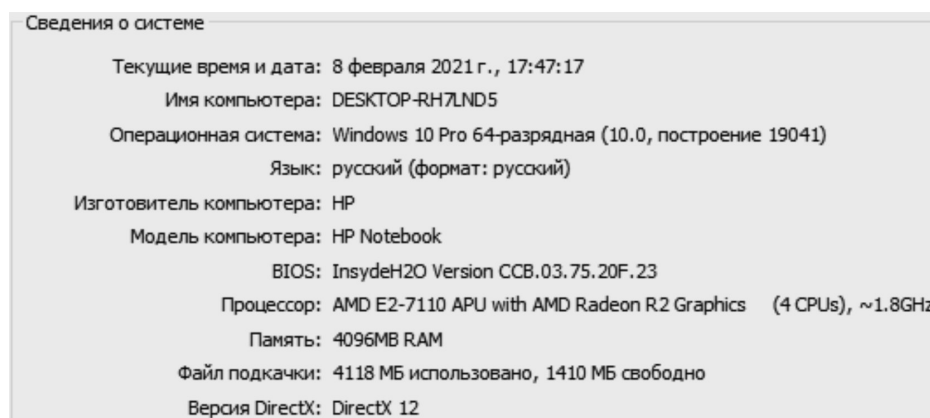 Сведения о системе
Текущие время и дата: 8 февраля 2021 г., 17:47:17
Имя компьютера: DESKTOP-RH7LND5
Операционная система: Windows 10 Pro 64-разрядная (10.0, построение 19041)
Язык: русский (формат: русский)
Изготовитель компьютера: HP
Модель компьютера: HP Notebook
BIOS: InsydeH2O Version CCB.03.75.20F.23
Процессор: AMD E2-7110 APU with AMD Radeon R2 Graphics (4 CPUs), ~1.8GHz
Память: 4096MB RAM
Файл подкачки: 4118 МБ использовано, 1410 МБ свободно
Версия DirectX: DirectX 12